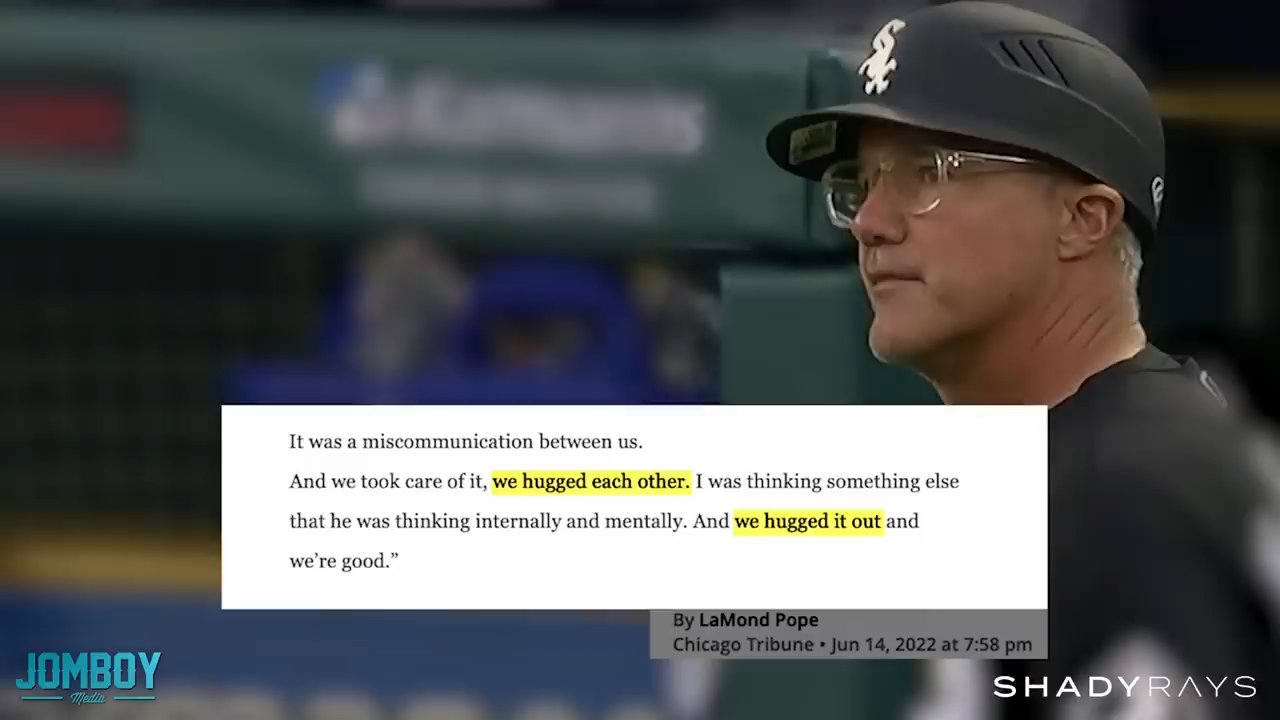 It was a miscommunication between us.
And we took care of it, we hugged each other. I was thinking something else
that he was thinking internally and mentally. And we hugged it out and
we’re good.”
By LaMond Pope
Chicago Tribune • Jun 14, 2022 at 7:58 pm
JOMBOY
Media
SHADYRAYS